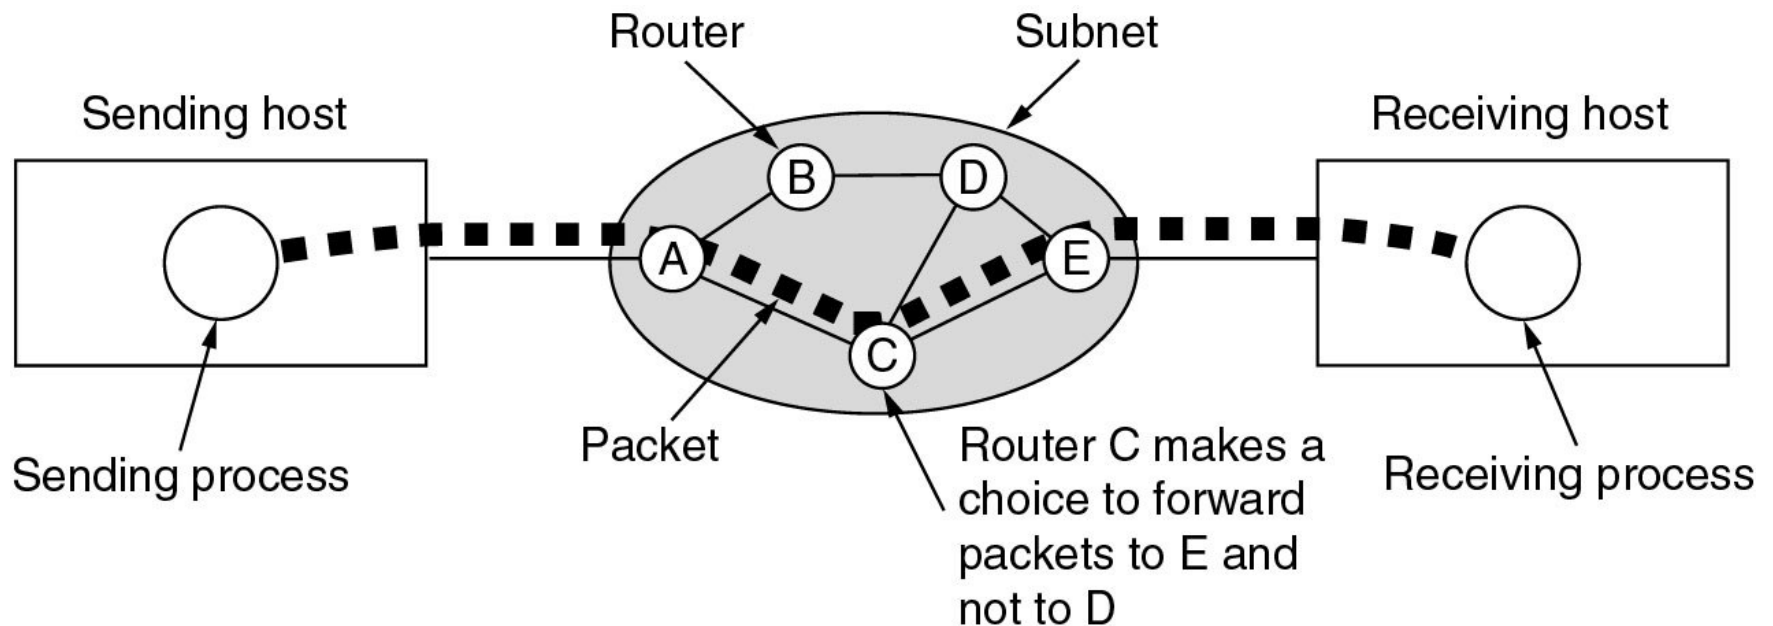 Router
Subnet
Sending host
Receiving host
B
D
A
E
C
Packet
Router C makes a
choice to forward
packets to E and
not to D
Sending process
Receiving process